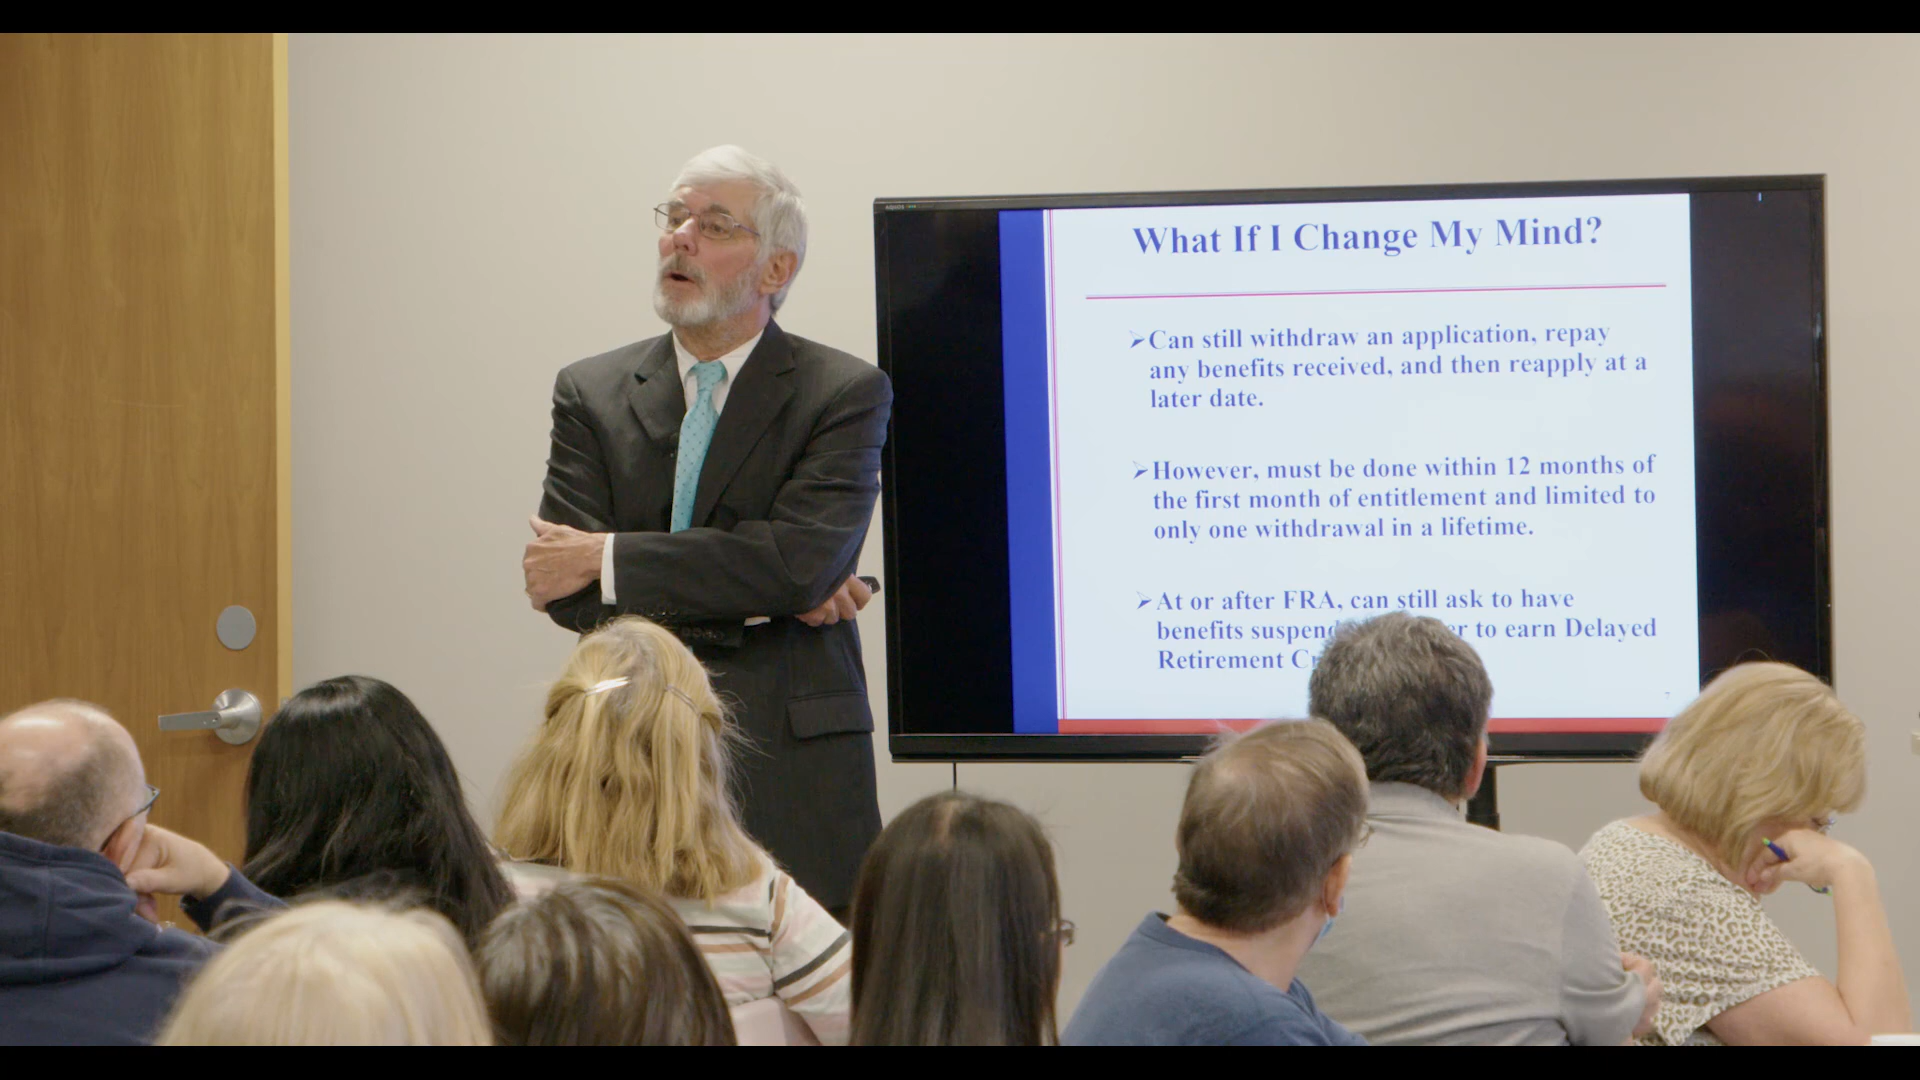 What If I Change My Mind?
Can still withdraw an application, repay
any benefits received, and then reapply at a
later date.
However, must be done within 12 months of
the first month of entitlement and limited to
only one withdrawal in a lifetime.
At or after FRA, can still ask to have
benefits suspend er to earn Delayed
Retirement C